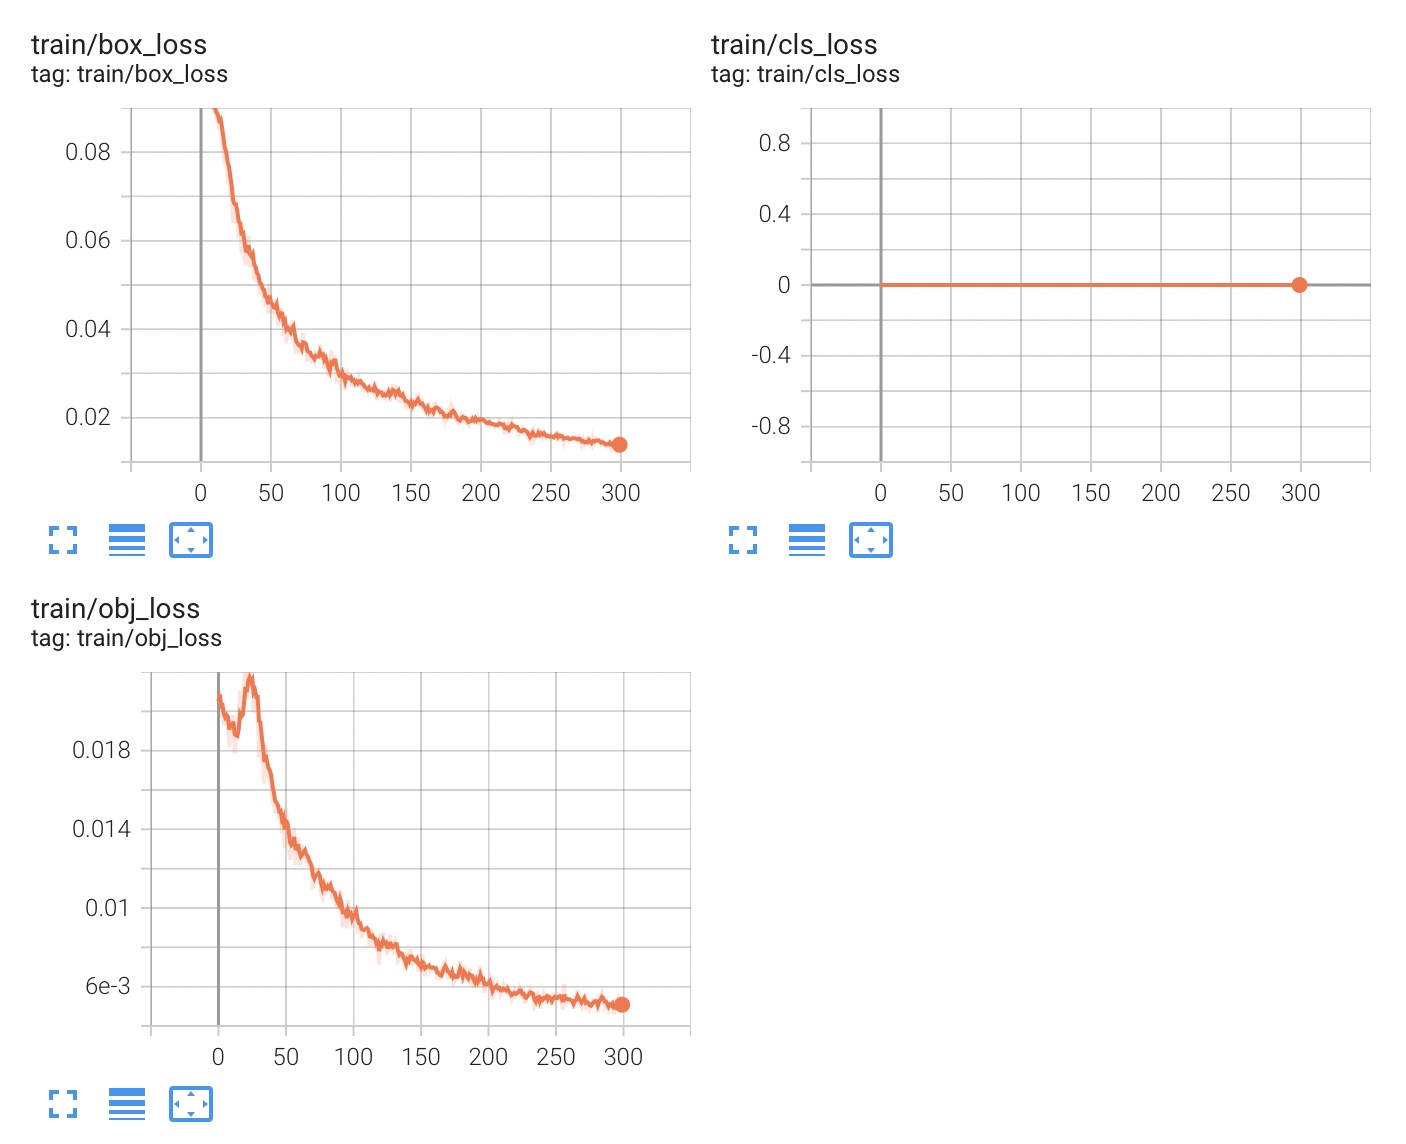 train/box_loss
tag: train/box_loss
0.08
0.06
0.04
0.02
0 50 100 150 200 250 300
train/cls_loss
tag: train/cls_loss
0.8
0.4
0
-0.4
-0.8
0 50 100 150 200 250 300
train/obj_loss
tag: train/obj_loss
0.018
0.014
0.01
6e-3
0 50 100 150 200 250 300